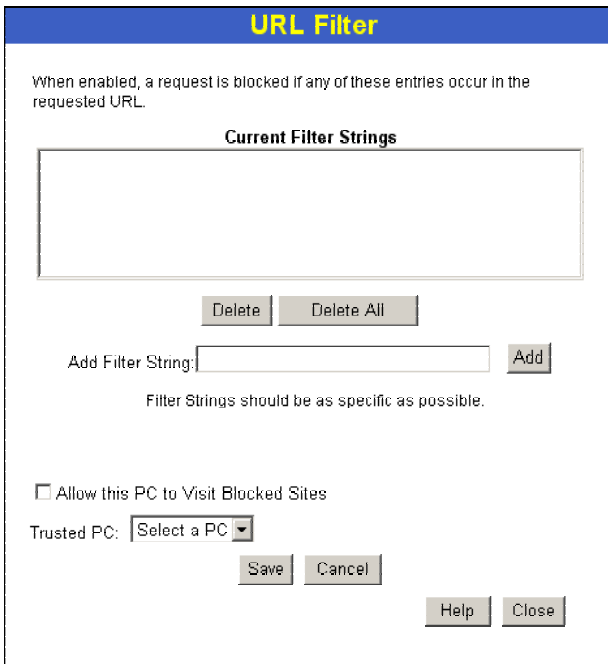 URL Filter
When enabled, a request is blocked if any of these entries occur in the
requested URL.
Current Filter Strings
Delete Delete All
Add Filter String: Add
Filter Strings should be as specific as possible.
Allow this PC to Visit Blocked Sites
Trusted PC: Select a PC
Save Cancel
Help Close